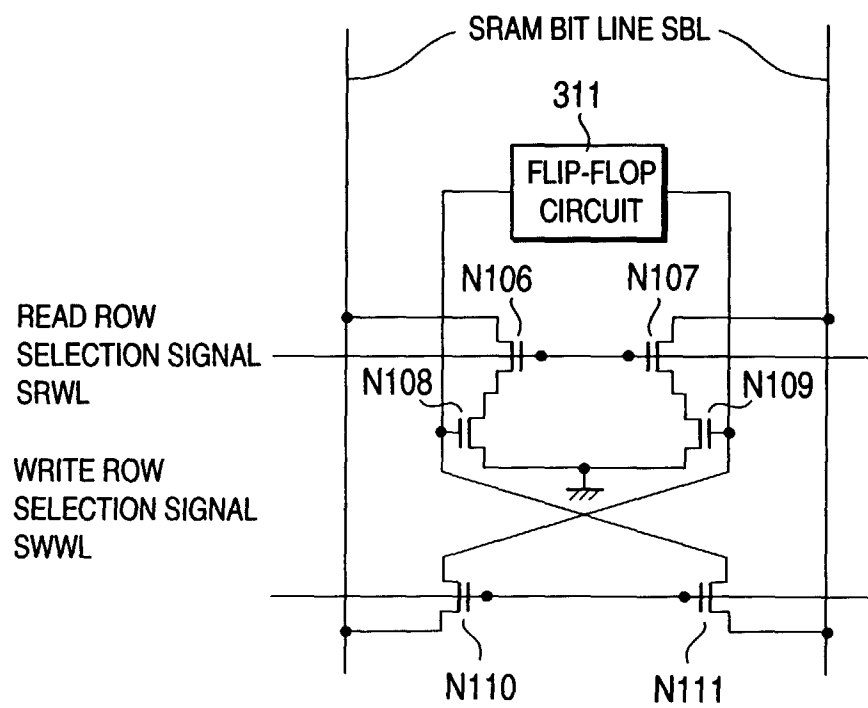 SRAM BIT LINE SBL
311
FLIP-FLOP
CIRCUIT
N106
N107
READ ROW
SELECTION SIGNAL
SRWL
N108
N109
WRITE ROW
SELECTION SIGNAL
SWWL
N110
N111